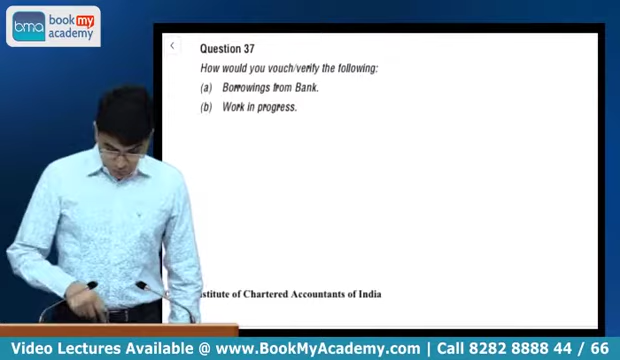 bma book my academy
Question 37
How would you vouch/verify the following:
(a) Borrowings from Bank.
(b) Work in progress.
stitute of Chartered Accountants of India
Video Lectures Available @ www.BookMyAcademy.com | Call 8282 8888 44 / 66